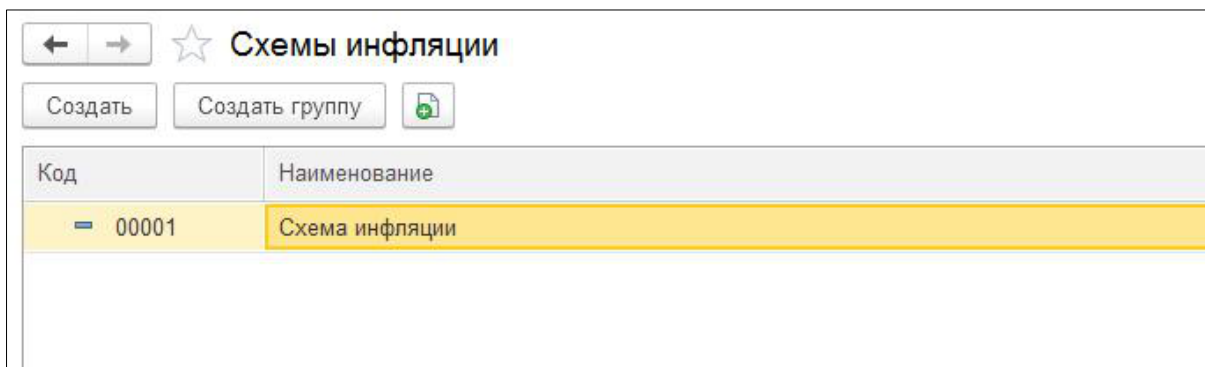 Схемы инфляции
Создать Создать группу
Код Наименование
00001 Схема инфляции